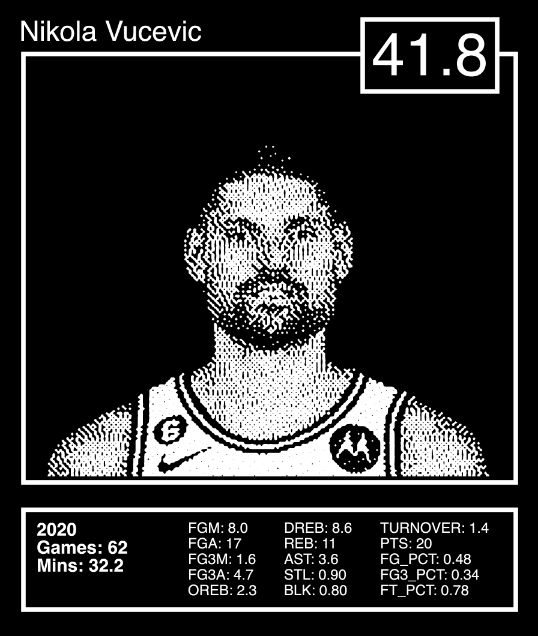 Nikola Vucevic
41.8
6
2020
Games: 62
Mins: 32.2
FGM: 8.0
FGA: 17
FG3M: 1.6
FG3A: 4.7
OREB: 2.3
DREB: 8.6
REB: 11
AST: 3.6
STL: 0.90
BLK: 0.80
TURNOVER: 1.4
PTS: 20
FG_PCT: 0.48
FG3_PCT: 0.34
FT_PCT: 0.78